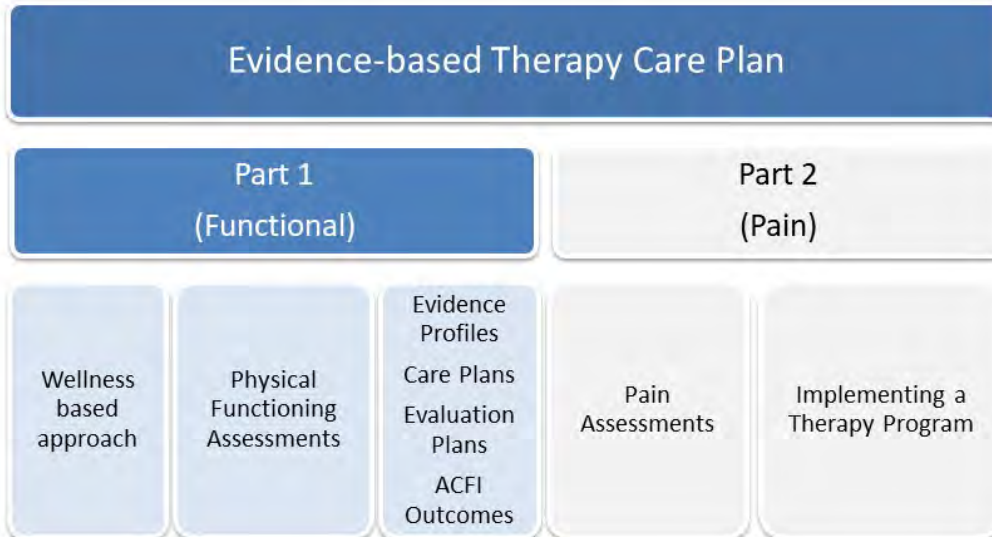 Evidence-based Therapy Care Plan
Part 1
(Functional)
Part 2
(Pain)
Wellness
based
approach
Physical
Functioning
Assessments
Evidence
Profiles
Care Plans
Evaluation
Plans
ACFI
Outcomes
Pain
Assessments
Implementing a
Therapy Program